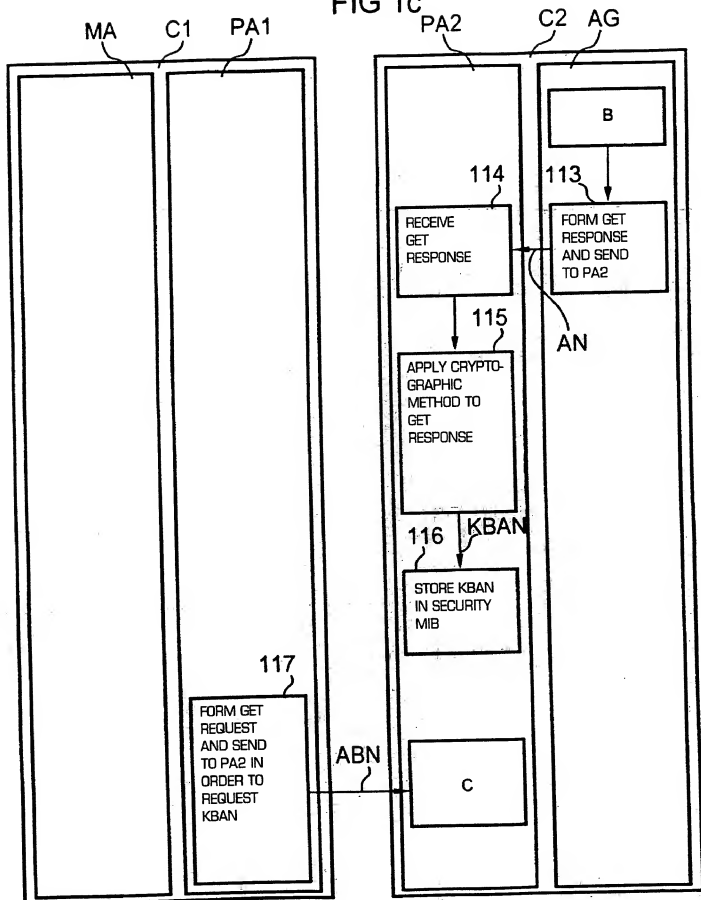 FIG 1c
MA
C1
PA1
PA2
C2
AG
B
113
FORM GET
RESPONSE
AND SEND
TO PA2
AN
114
RECEIVE
GET
RESPONSE
115
APPLY CRYPTO-
GRAPHIC
METHOD TO
GET
RESPONSE
KBAN
116
STORE KBAN
IN SECURITY
MIB
117
FORM GET
REQUEST
AND SEND
TO PA2 IN
ORDER TO
REQUEST
KBAN
ABN
C